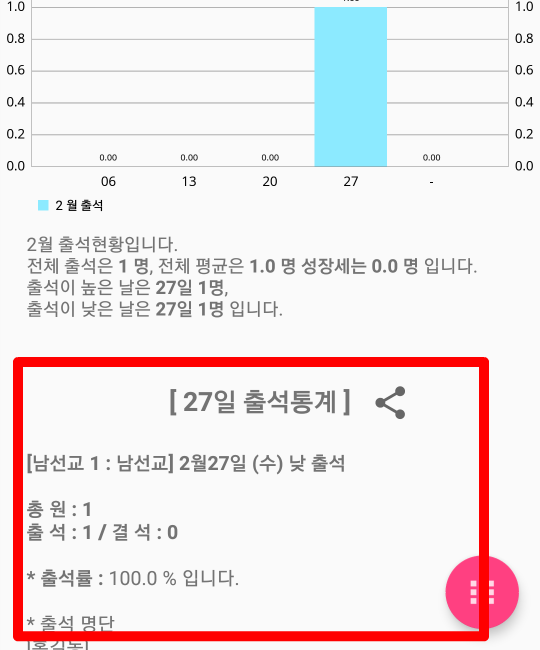 1.0 1.0
0.8 0.8
0.6 0.6
0.4 0.4
0.2 0.2
0.00 0.00 0.00 0.00
0.0 0.0
06 13 20 27 -
2 월 출석
2월 출석현황입니다.
전체 출석은 1 명, 전체 평균은 1.0 명 성장세는 0.0 명 입니다.
출석이 높은 날은 27일 1명,
출석이 낮은 날은 27일 1명 입니다.
[ 27일 출석통계 ]
[남선교 1 : 남선교] 2월27일 (수) 낮 출석
총 원 : 1
출 석 : 1 / 결 석 : 0
* 출석률 : 100.0 % 입니다.
* 출석 명단